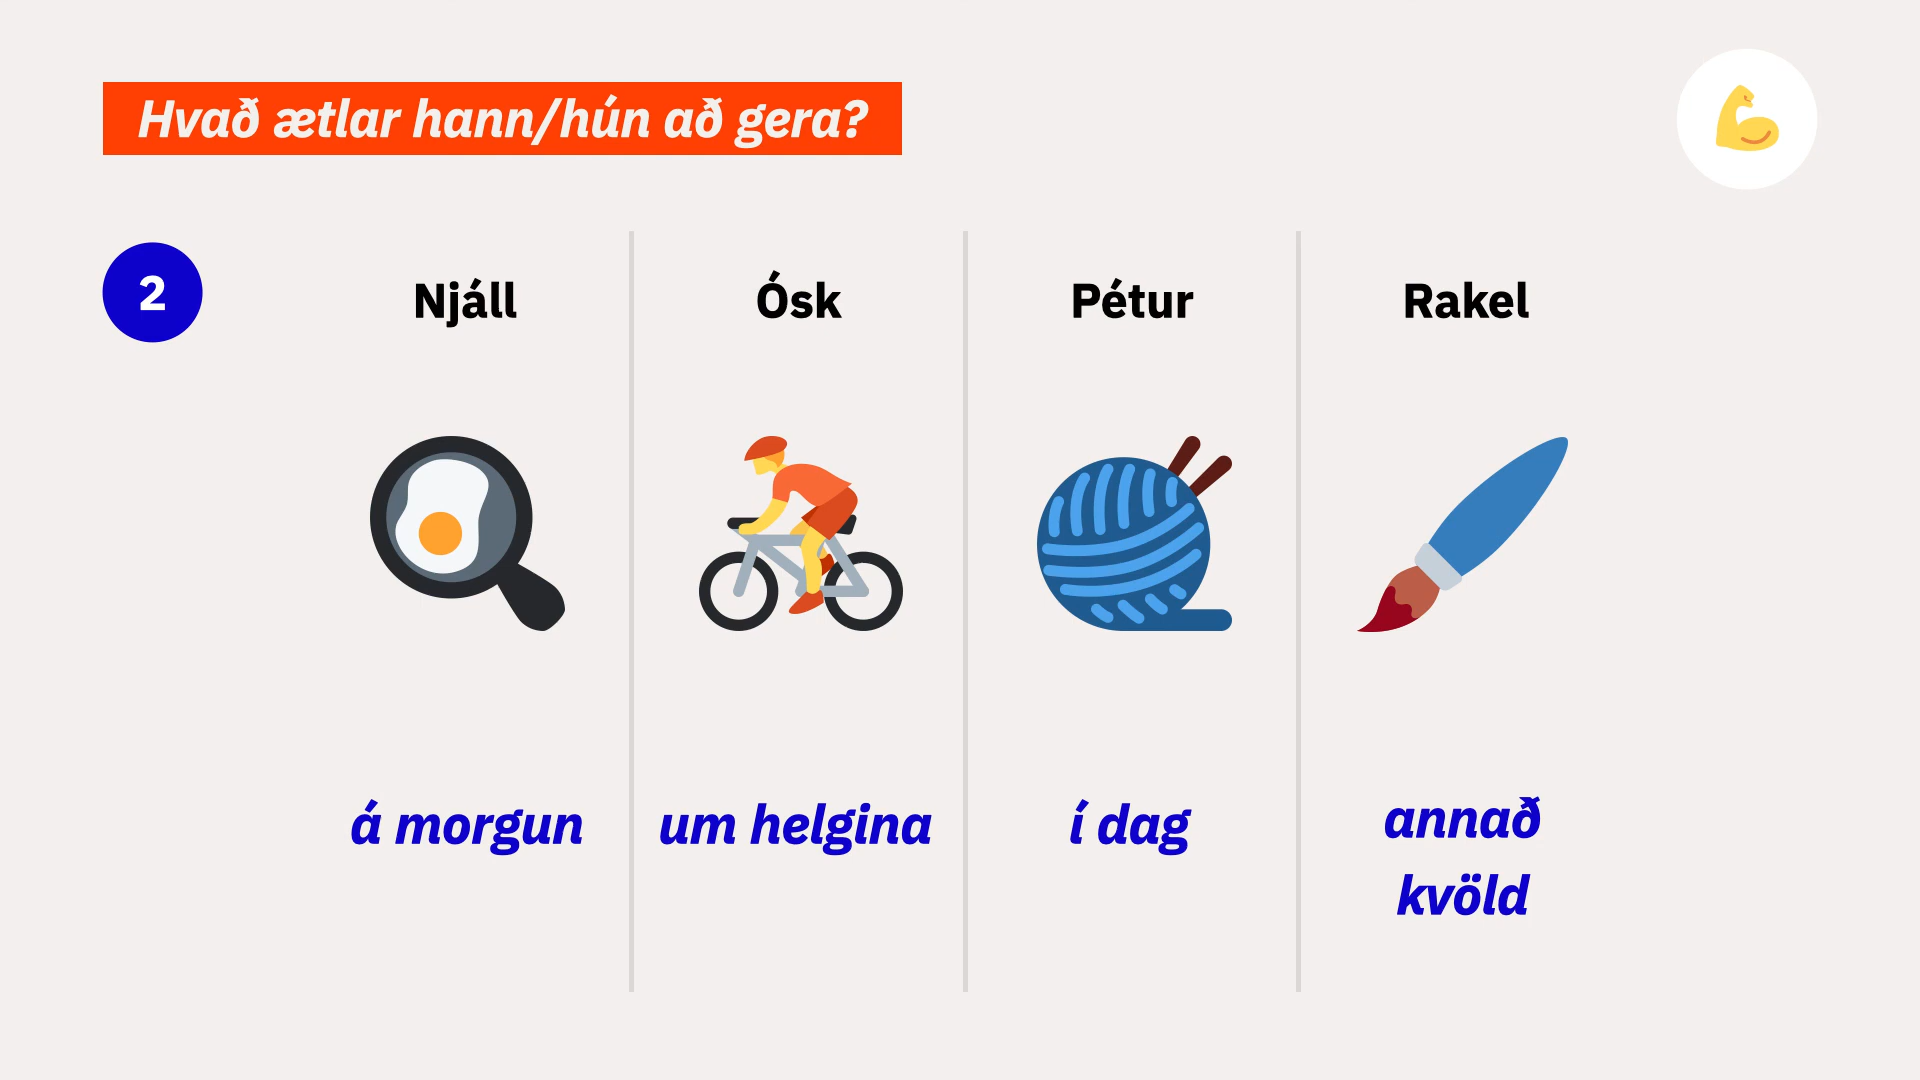 Hvað ætlar hann/hún að gera?
2
Njáll
Ósk
Pétur
Rakel
á morgun
um helgina
í dag
annað
kvöld